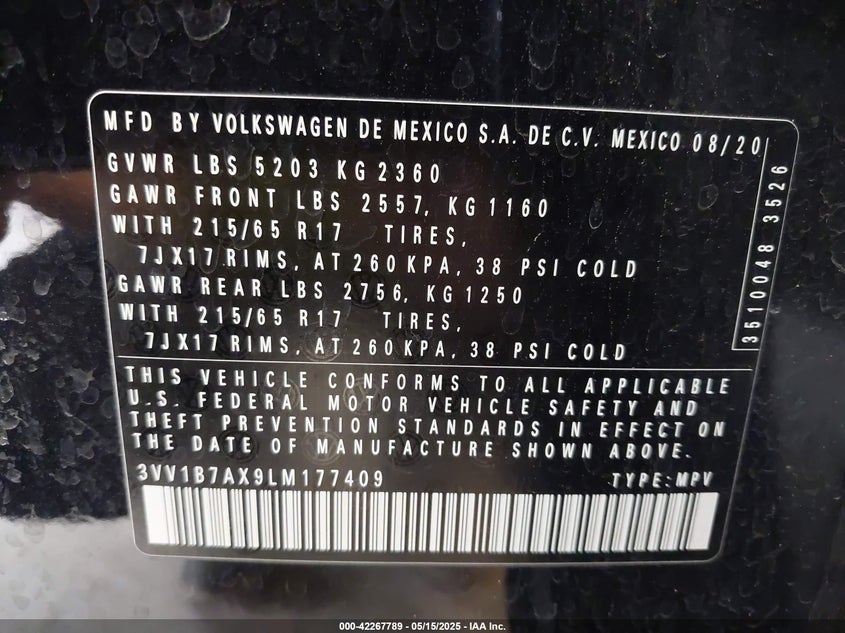 MFD BY VOLKSWAGEN DE MEXICO S.A. DE C.V. MEXICO 08/20
GVWR LBS 5203 KG 2360
GAWR FRONT LBS 2557, KG 1160
WITH 215/65 R17 TIRES,
7JX17 RIMS, AT 260KPA, 38 PSI COLD
GAWR REAR LBS 2756, KG 1250
WITH 215/65 R17 TIRES,
7JX17 RIMS, AT 260KPA, 38 PSI COLD
3510048 3526
THIS VEHICLE CONFORMS TO ALL APPLICABLE
U.S. FEDERAL MOTOR VEHICLE SAFETY AND
THEFT PREVENTION STANDARDS IN EFFECT ON
THE DATE OF MANUFACTURE SHOWN ABOVE.
3VV1B7AX9LM177409 TYPE: MPV
000-42267789 - 05/15/2025 - IAA Inc.